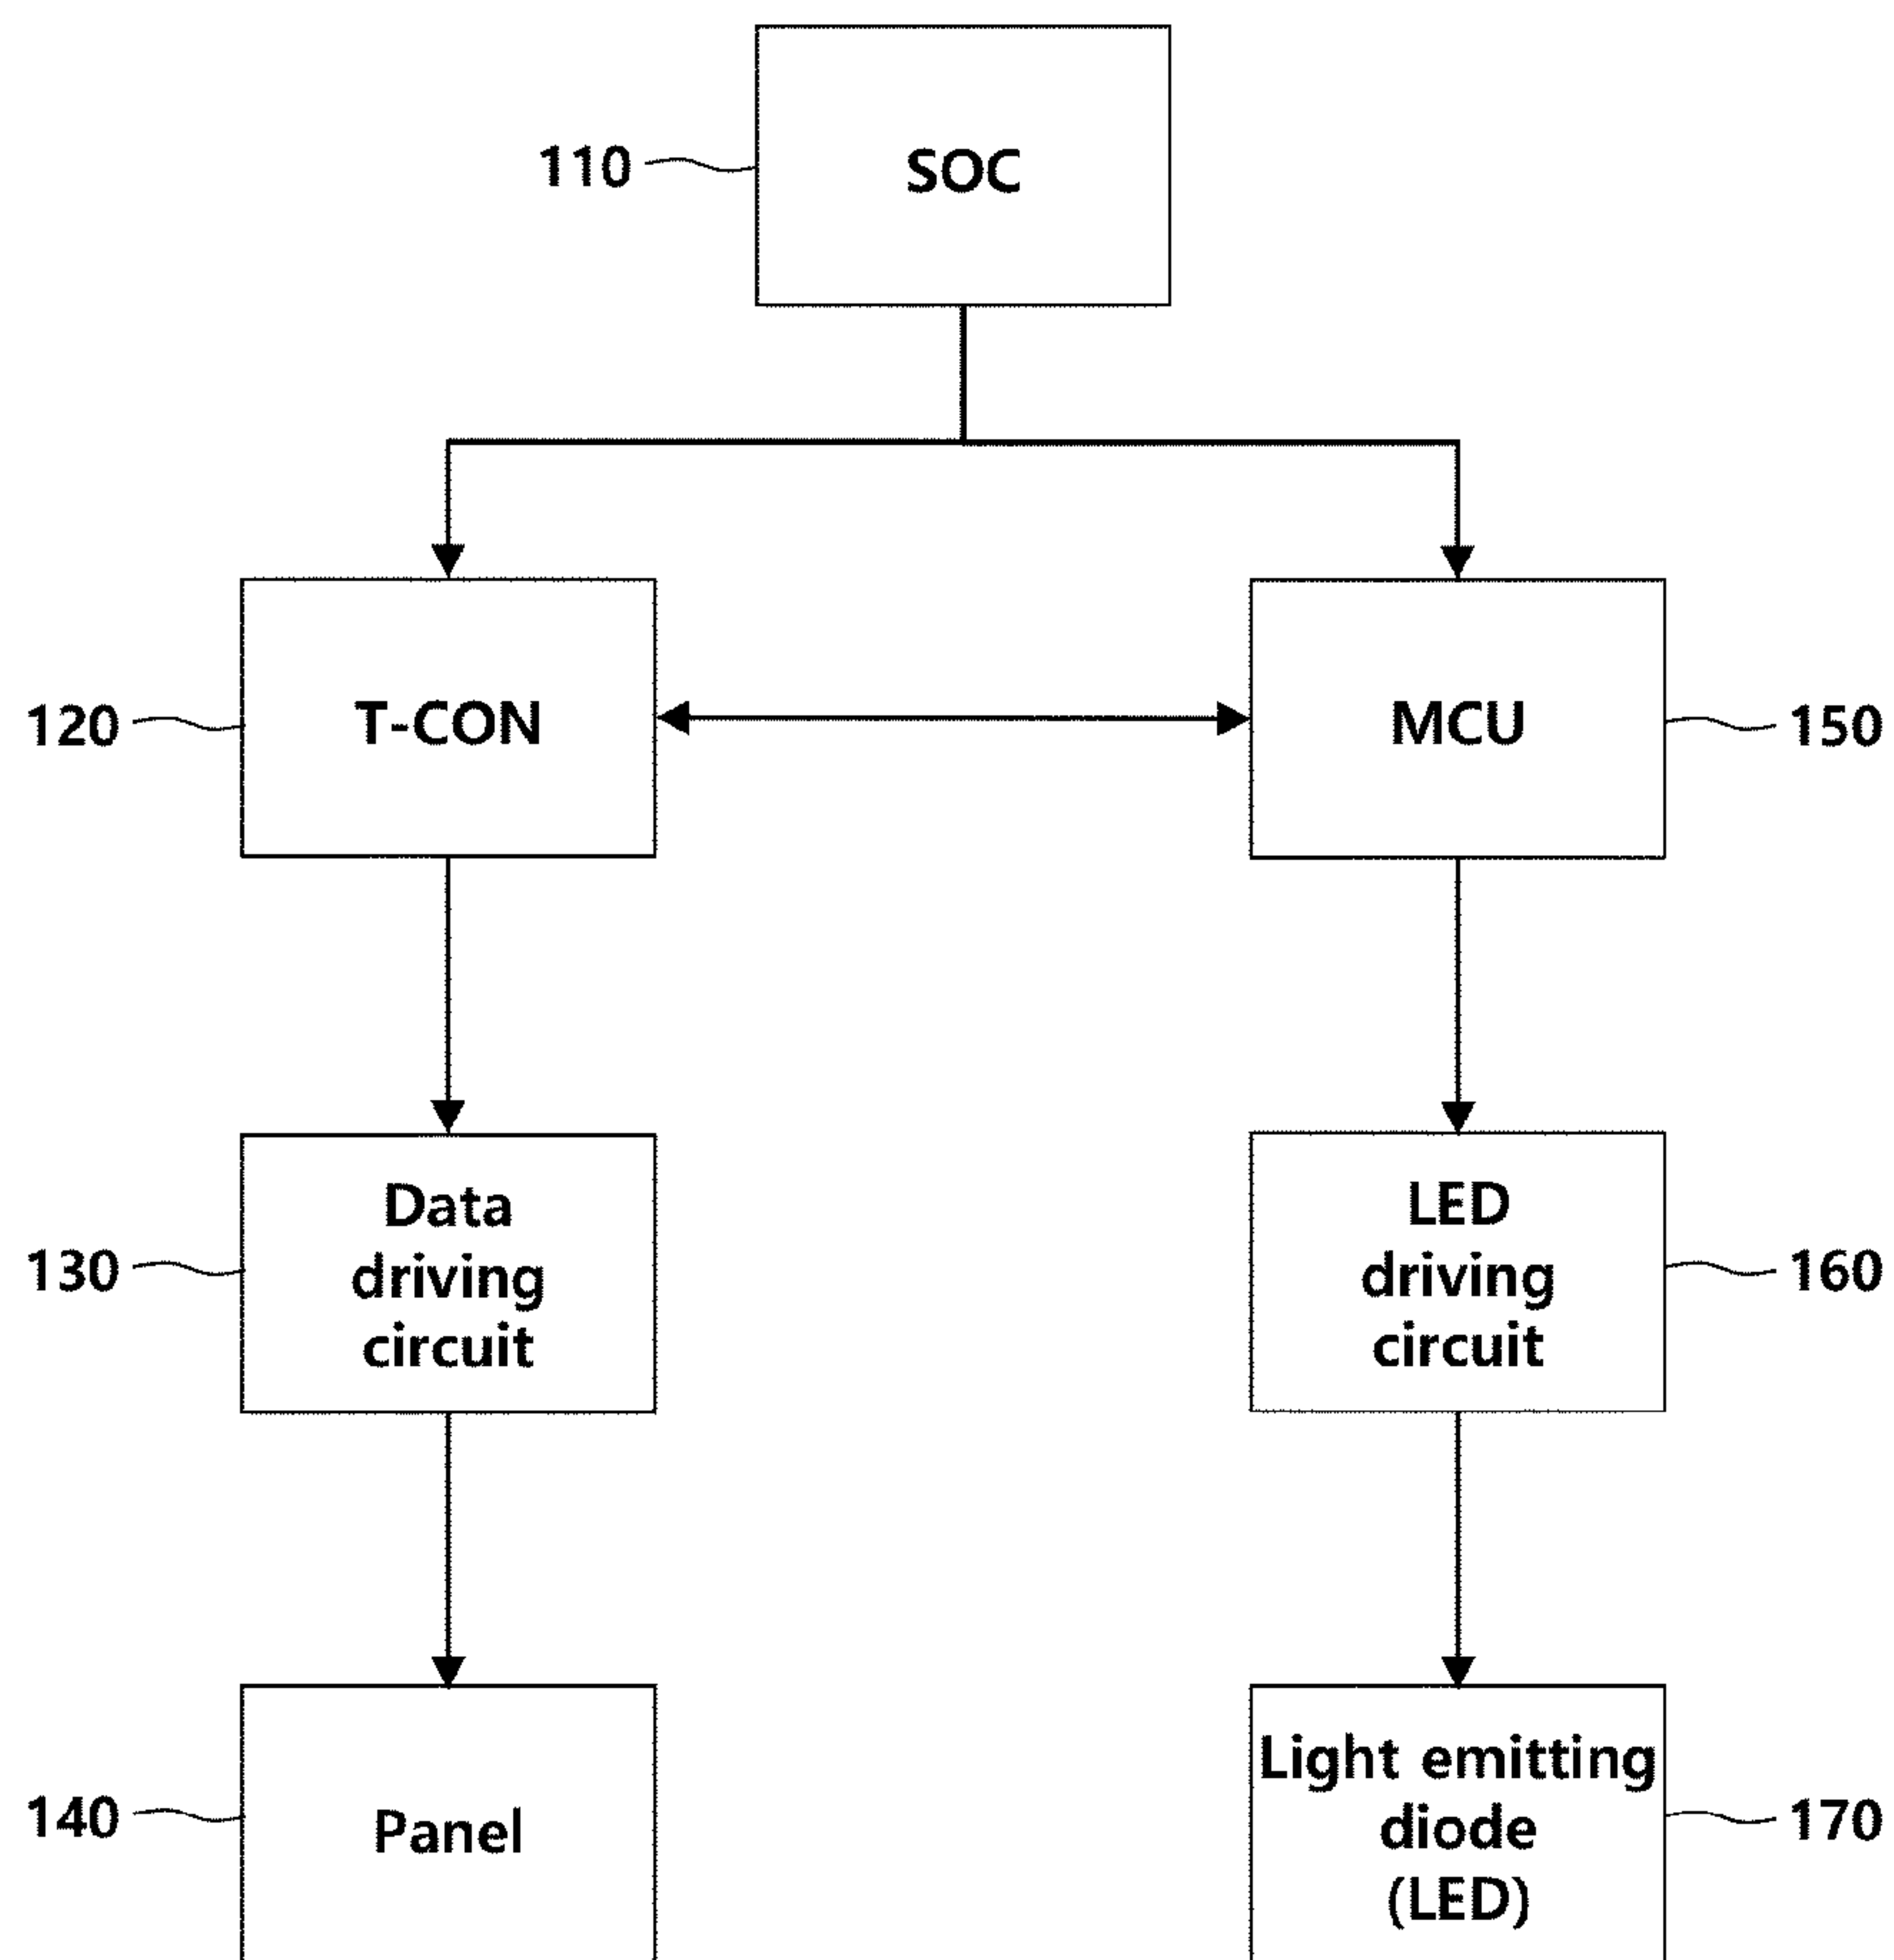 110
SOC
120
T-CON
MCU
150
130
Data
driving
circuit
LED
driving
circuit
160
140
Panel
Light emitting
diode
(LED)
170